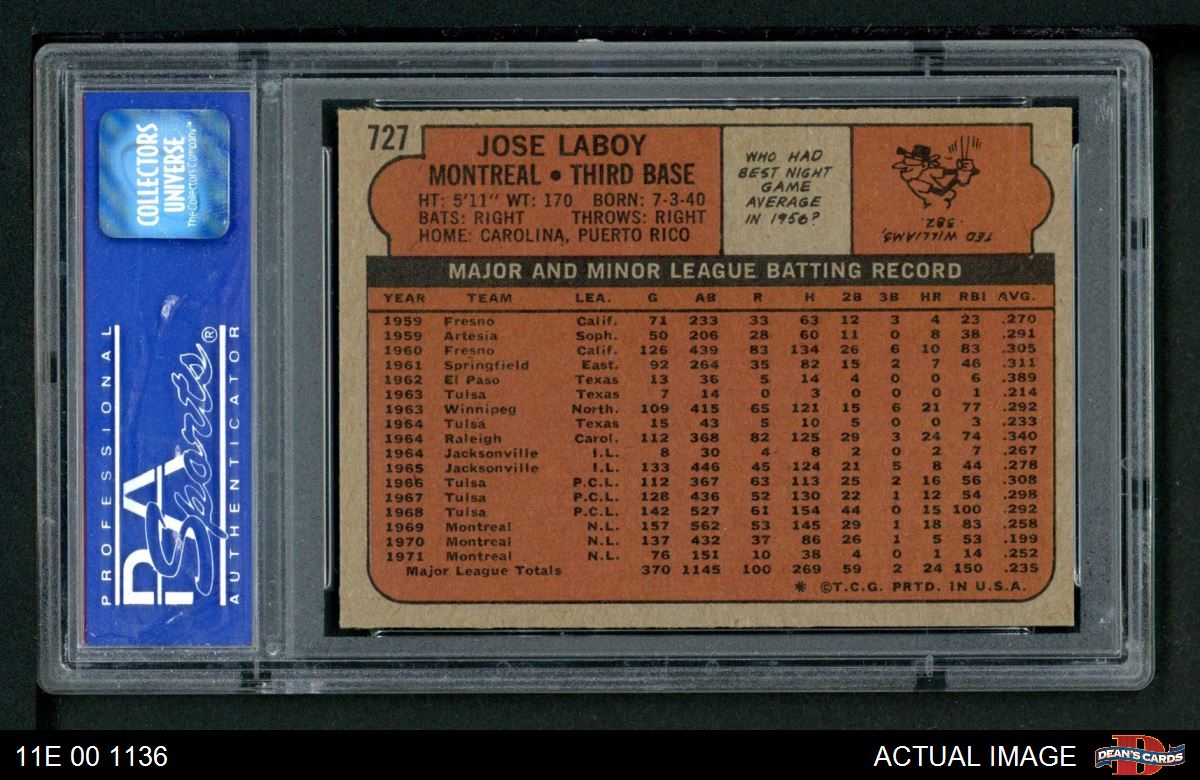 COLLECTORS
UNIVERSE
The Collectors Company™
PROFESSIONAL
PSA
Sports®
AUTHENTICATOR
727
JOSE LABOY
MONTREAL • THIRD BASE
HT: 5'11" WT: 170 BORN: 7-3-40
BATS: RIGHT THROWS: RIGHT
HOME: CAROLINA, PUERTO RICO
WHO HAD
BEST NIGHT
GAME
AVERAGE
IN 1956?
TED WILLIAMS,
.382.
MAJOR AND MINOR LEAGUE BATTING RECORD
YEAR TEAM LEA. G AB R H 2B 3B HR RBI AVG.
1959 Fresno Calif. 71 233 33 63 12 3 4 23 .270
1959 Artesia Soph. 50 206 28 60 11 0 8 38 .291
1960 Fresno Calif. 126 439 83 134 26 6 10 83 .305
1961 Springfield East. 92 264 35 82 15 2 7 46 .311
1962 El Paso Texas 13 36 5 14 4 0 0 6 .389
1963 Tulsa Texas 7 14 0 3 0 0 0 1 .214
1963 Winnipeg North. 109 415 65 121 15 6 21 77 .292
1964 Tulsa Texas 15 43 5 10 5 0 0 3 .233
1964 Raleigh Carol. 112 368 82 125 29 3 24 74 .340
1964 Jacksonville I.L. 8 30 4 8 2 0 2 7 .267
1965 Jacksonville I.L. 133 446 45 124 21 5 8 44 .278
1966 Tulsa P.C.L. 112 367 63 113 25 2 16 56 .308
1967 Tulsa P.C.L. 128 436 52 130 22 1 12 54 .298
1968 Tulsa P.C.L. 142 527 61 154 44 0 15 100 .292
1969 Montreal N.L. 157 562 53 145 29 1 18 83 .258
1970 Montreal N.L. 137 432 37 86 26 1 5 53 .199
1971 Montreal N.L. 76 151 10 38 4 0 1 14 .252
Major League Totals 370 1145 100 269 59 2 24 150 .235
* ©T.C.G. PRTD. IN U.S.A.
11E 00 1136
ACTUAL IMAGE
D
DEAN'S CARDS